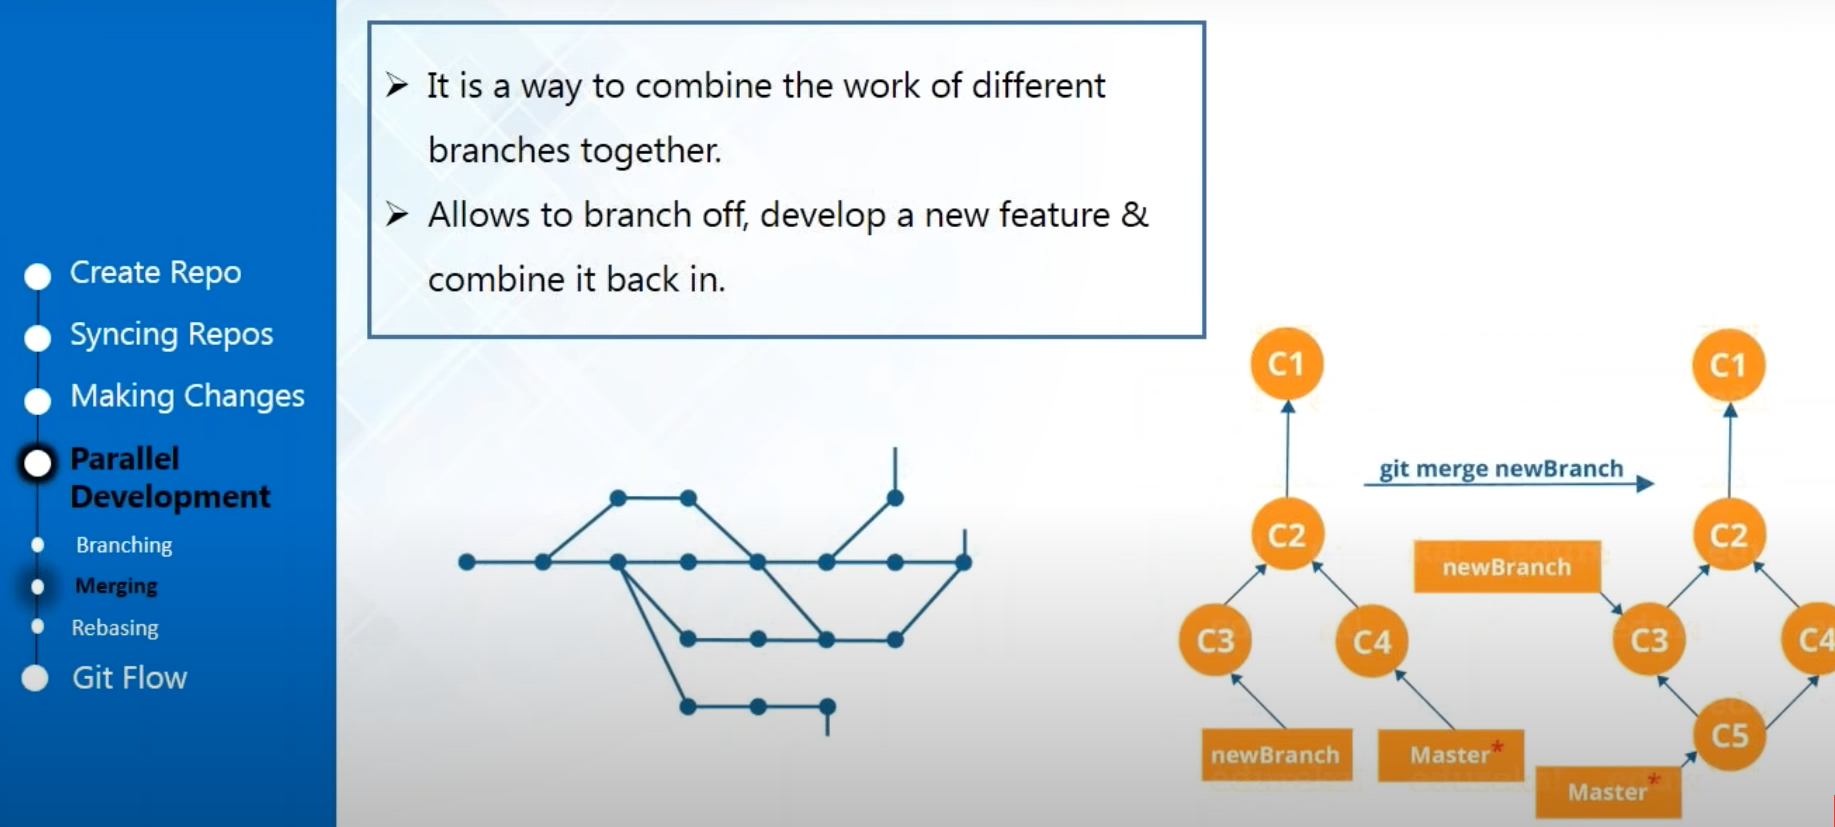 It is a way to combine the work of different
branches together.
Allows to branch off, develop a new feature &
combine it back in.
Create Repo
Syncing Repos
Making Changes
Parallel
Development
Branching
Merging
Rebasing
Git Flow
C1
C2
C3
C4
newBranch
Master*
git merge newBranch
C1
C2
newBranch
C3
C4
C5
Master*